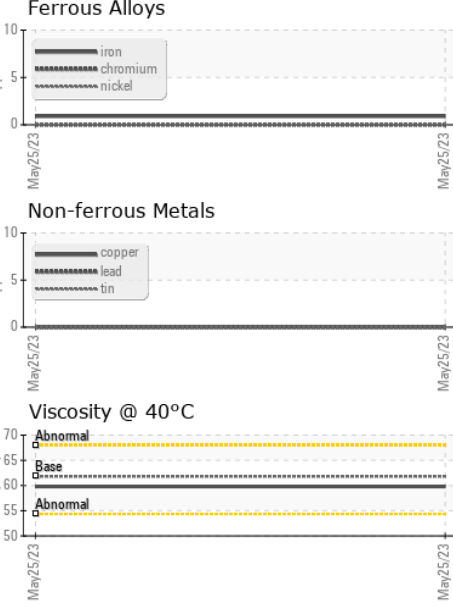 Ferrous Alloys
10
5
0
iron
chromium
nickel
May25/23
May25/23
Non-ferrous Metals
10
5
0
copper
lead
tin
May25/23
May25/23
Viscosity @ 40°C
70
65
60
55
50
Abnormal
Base
Abnormal
May25/23
May25/23